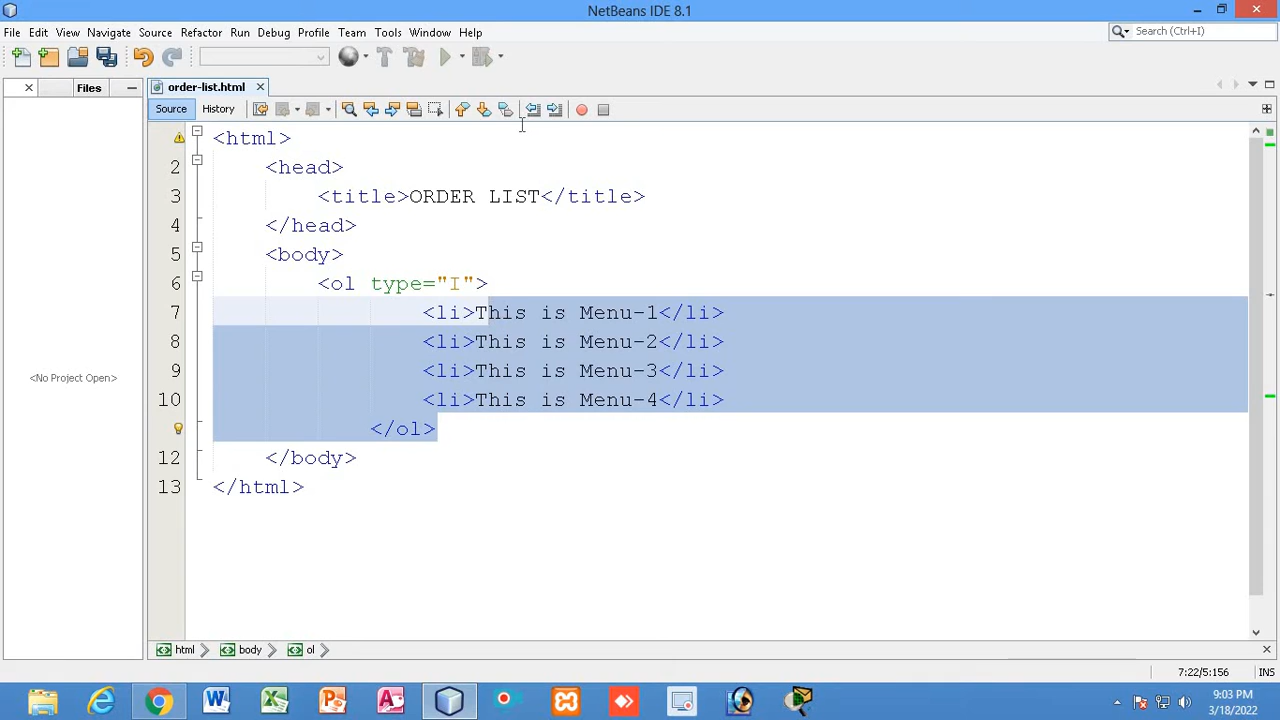 NetBeans IDE 8.1
File Edit View Navigate Source Refactor Run Debug Profile Team Tools Window Help
Search (Ctrl+I)
Files
order-list.html
Source History
<html>
2 <head>
3 <title>ORDER LIST</title>
4 </head>
5 <body>
6 <ol type="I">
7 <li>This is Menu-1</li>
8 <li>This is Menu-2</li>
9 <li>This is Menu-3</li>
10 <li>This is Menu-4</li>
</ol>
12 </body>
13 </html>
<No Project Open>
html body ol
7:22/5:156 INS
9:03 PM
3/18/2022